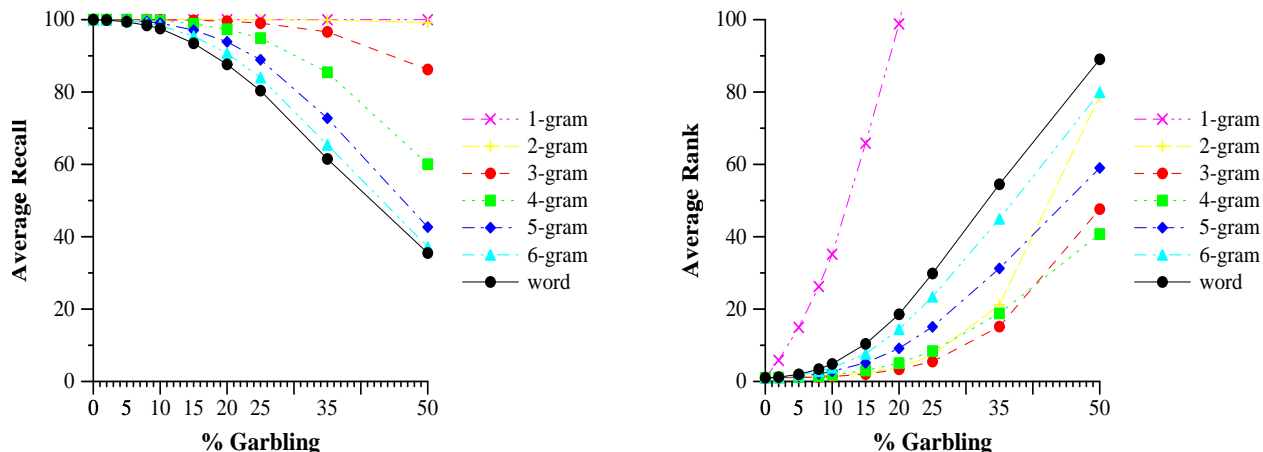 100
80
60
40
20
0
Average Recall
0 5 10 15 20 25 35 50
% Garbling
1-gram
2-gram
3-gram
4-gram
5-gram
6-gram
word
100
80
60
40
20
0
Average Rank
0 5 10 15 20 25 35 50
% Garbling
1-gram
2-gram
3-gram
4-gram
5-gram
6-gram
word